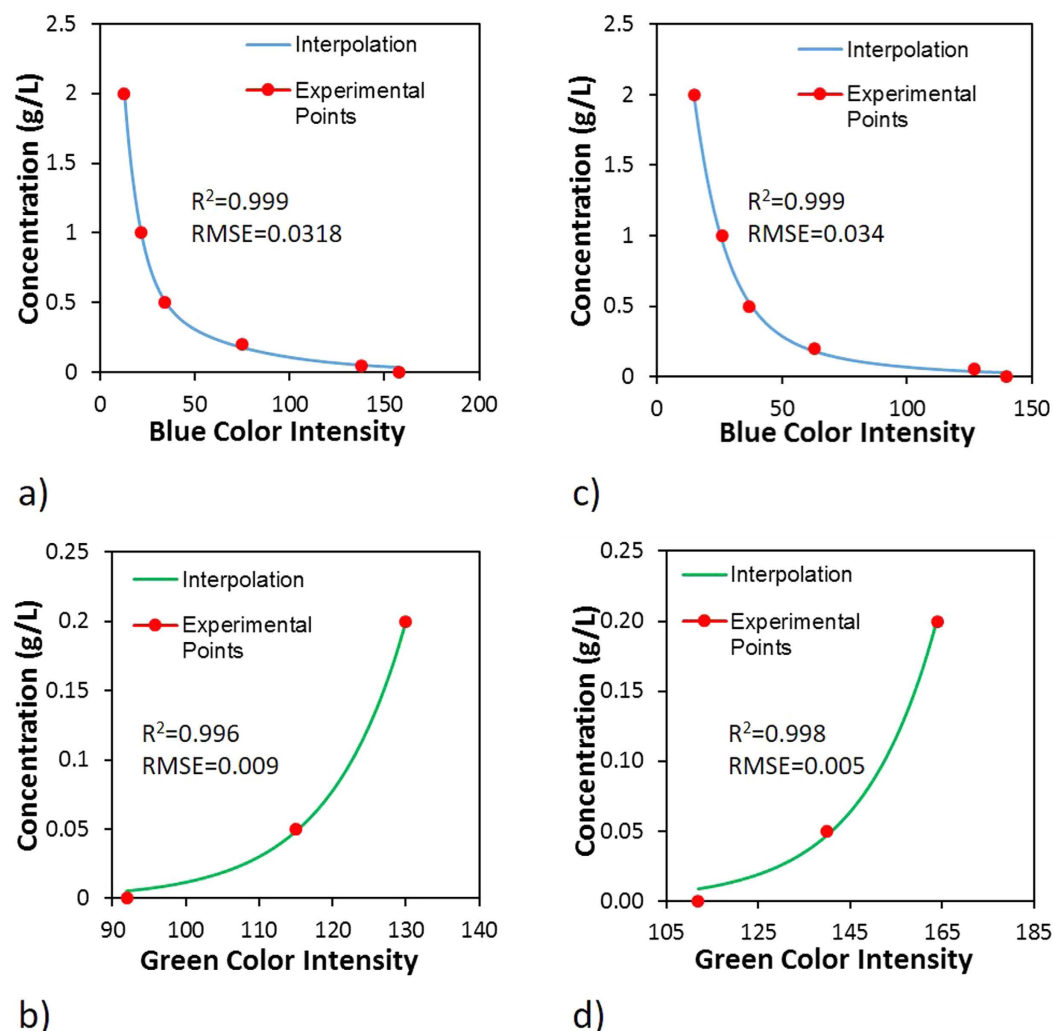 2.5
2
1.5
1
0.5
0
Concentration (g/L)
Interpolation
Experimental
Points
R²=0.999
RMSE=0.0318
0 50 100 150 200
Blue Color Intensity
a)
2.5
2
1.5
1
0.5
0
Concentration (g/L)
Interpolation
Experimental
Points
R²=0.999
RMSE=0.034
0 50 100 150
Blue Color Intensity
c)
0.25
0.2
0.15
0.1
0.05
0
Concentration (g/L)
Interpolation
Experimental
Points
R²=0.996
RMSE=0.009
90 100 110 120 130 140
Green Color Intensity
b)
0.25
0.20
0.15
0.10
0.05
0.00
Concentration (g/L)
Interpolation
Experimental
Points
R²=0.998
RMSE=0.005
105 125 145 165 185
Green Color Intensity
d)